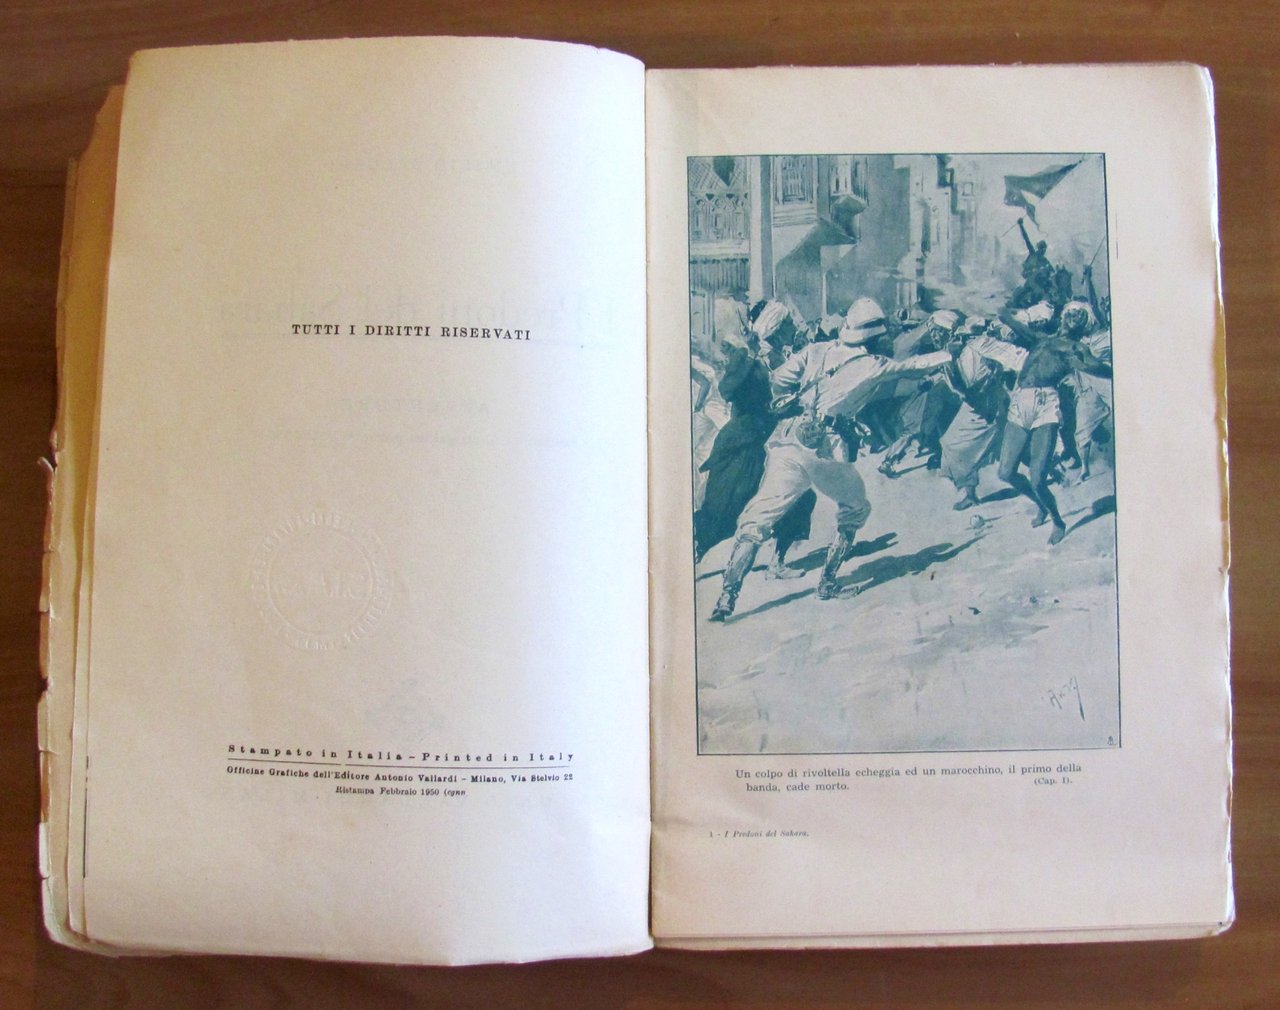 TUTTI I DIRITTI RISERVATI
Stampato in Italia - Printed in Italy
Officine Grafiche dell'Editore Antonio Vallardi - Milano, Via Stelvio 22
Ristampa Febbraio 1950 (cgnn
Un colpo di rivoltella echeggia ed un marocchino, il primo della
banda, cade morto. (Cap. I).
1 - I Predoni del Sahara.